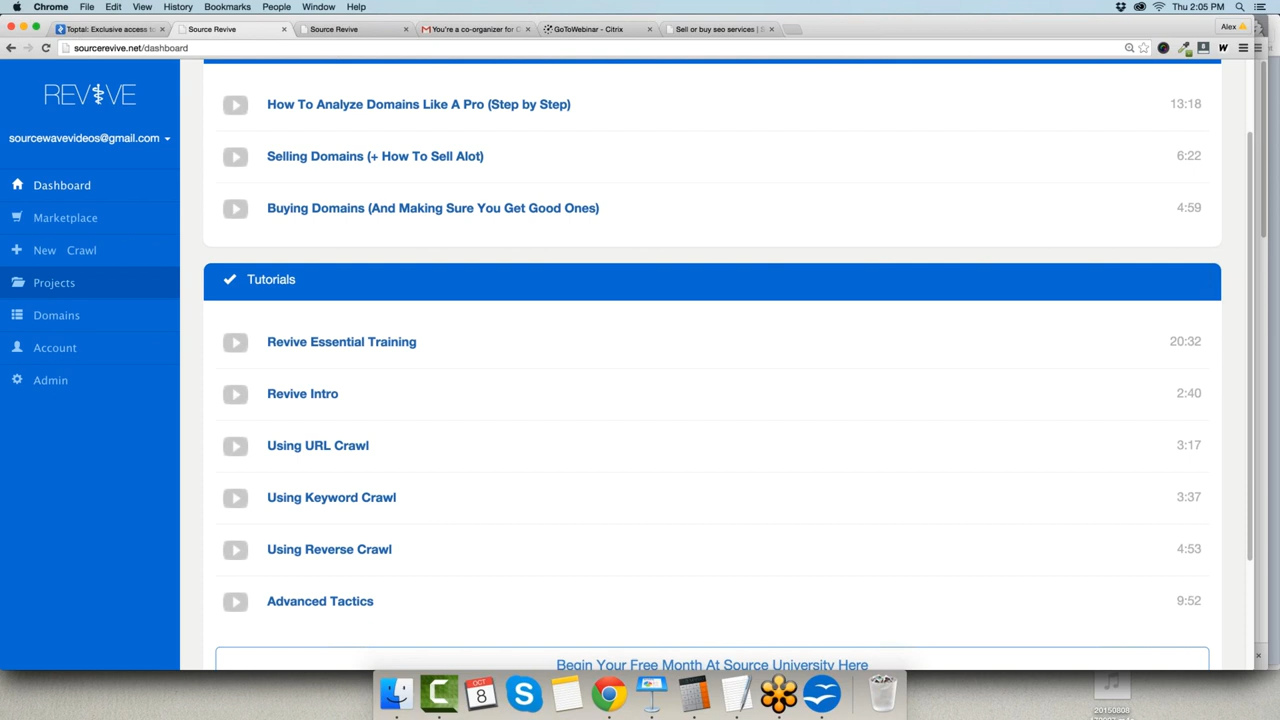 Chrome File Edit View History Bookmarks People Window Help Thu 2:05 PM
Toptal: Exclusive access to Source Revive Source Revive You're a co-organizer for GoToWebinar - Citrix Sell or buy seo services | Alex
sourcerevive.net/dashboard
REVIVE
sourcewavevideos@gmail.com
Dashboard
Marketplace
New Crawl
Projects
Domains
Account
Admin
How To Analyze Domains Like A Pro (Step by Step) 13:18
Selling Domains (+ How To Sell Alot) 6:22
Buying Domains (And Making Sure You Get Good Ones) 4:59
Tutorials
Revive Essential Training 20:32
Revive Intro 2:40
Using URL Crawl 3:17
Using Keyword Crawl 3:37
Using Reverse Crawl 4:53
Advanced Tactics 9:52
Begin Your Free Month At Source University Here
OCT
8
20150808